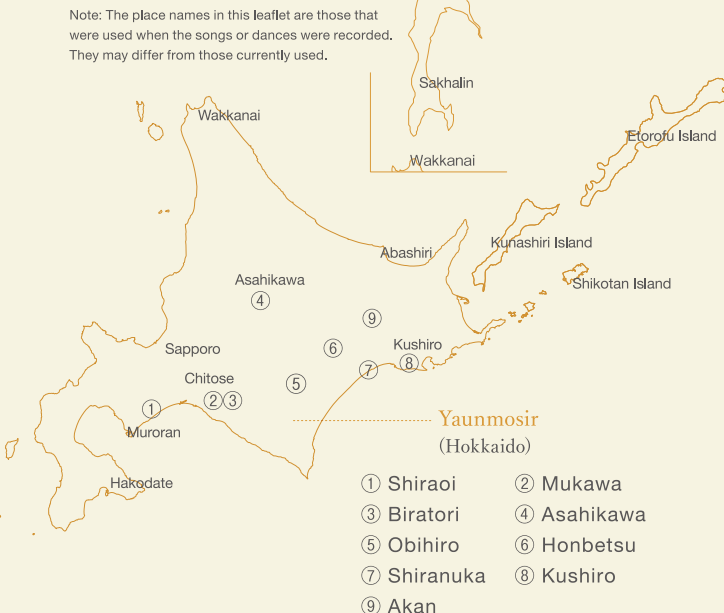 Note: The place names in this leaflet are those that
were used when the songs or dances were recorded.
They may differ from those currently used.
Sakhalin
Wakkanai
Wakkanai
Etorofu Island
Kunashiri Island
Abashiri
Shikotan Island
Asahikawa
④
⑨
Kushiro
⑥
Sapporo
⑧
⑦
Chitose
⑤
② ③
①
Muroran
Yaunmosir
(Hokkaido)
Hakodate
① Shiraoi ② Mukawa
③ Biratori ④ Asahikawa
⑤ Obihiro ⑥ Honbetsu
⑦ Shiranuka ⑧ Kushiro
⑨ Akan